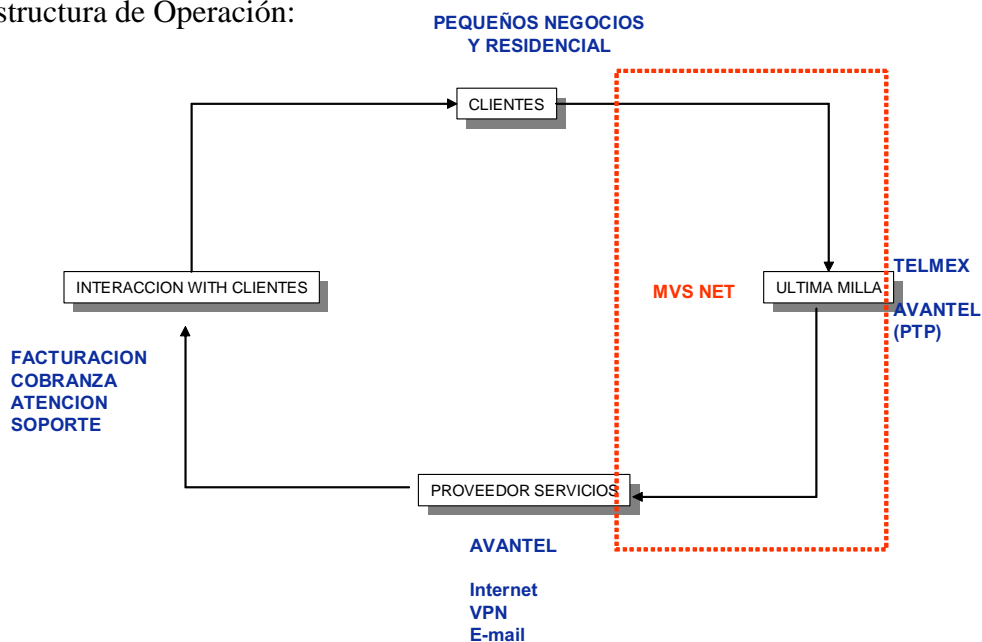 structura de Operación:
PEQUEÑOS NEGOCIOS
Y RESIDENCIAL
CLIENTES
INTERACCION WITH CLIENTES
MVS NET
ULTIMA MILLA
TELMEX
AVANTEL
(PTP)
FACTURACION
COBRANZA
ATENCION
SOPORTE
PROVEEDOR SERVICIOS
AVANTEL
Internet
VPN
E-mail